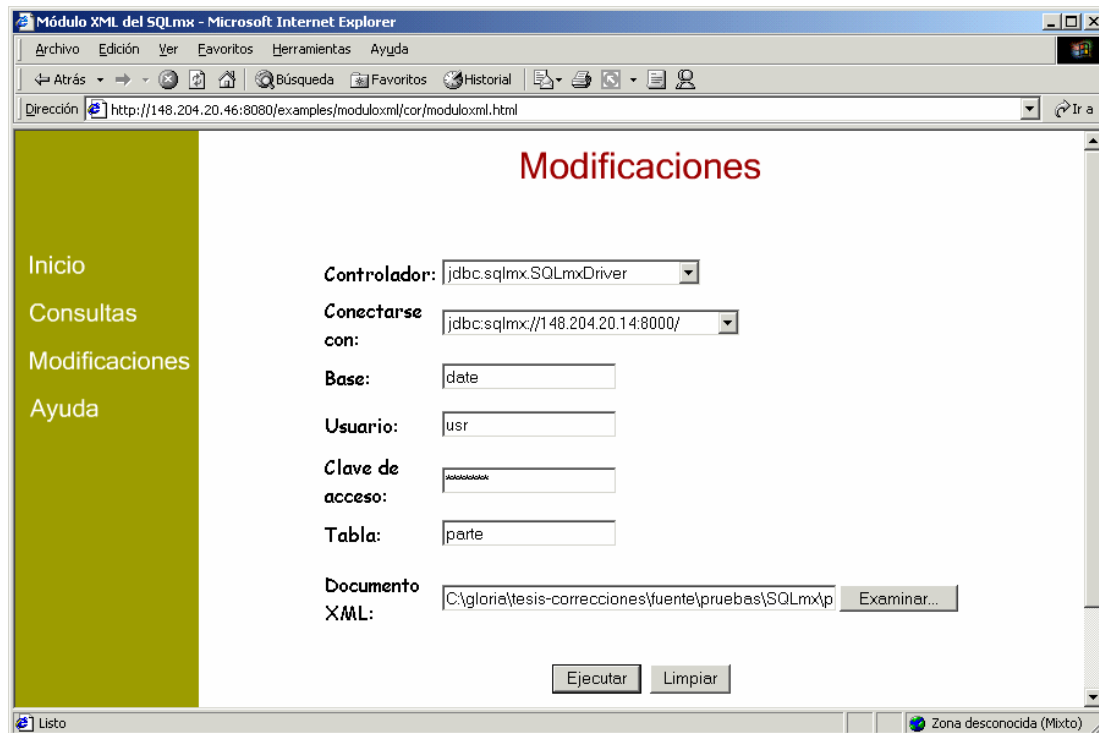 Módulo XML del SQLmx - Microsoft Internet Explorer
Archivo Edición Ver Favoritos Herramientas Ayuda
Atrás Búsqueda Favoritos Historial
Dirección http://148.204.20.46:8080/examples/moduloxml/cor/moduloxml.html Ir a
Modificaciones
Inicio
Consultas
Modificaciones
Ayuda
Controlador: jdbc.sqlmx.SQLmxDriver
Conectarse
con: jdbc:sqlmx://148.204.20.14:8000/
Base: date
Usuario: usr
Clave de
acceso: ********
Tabla: parte
Documento
XML: C:\gloria\tesis-correcciones\fuente\pruebas\SQLmx\p Examinar...
Ejecutar Limpiar
Listo Zona desconocida (Mixto)